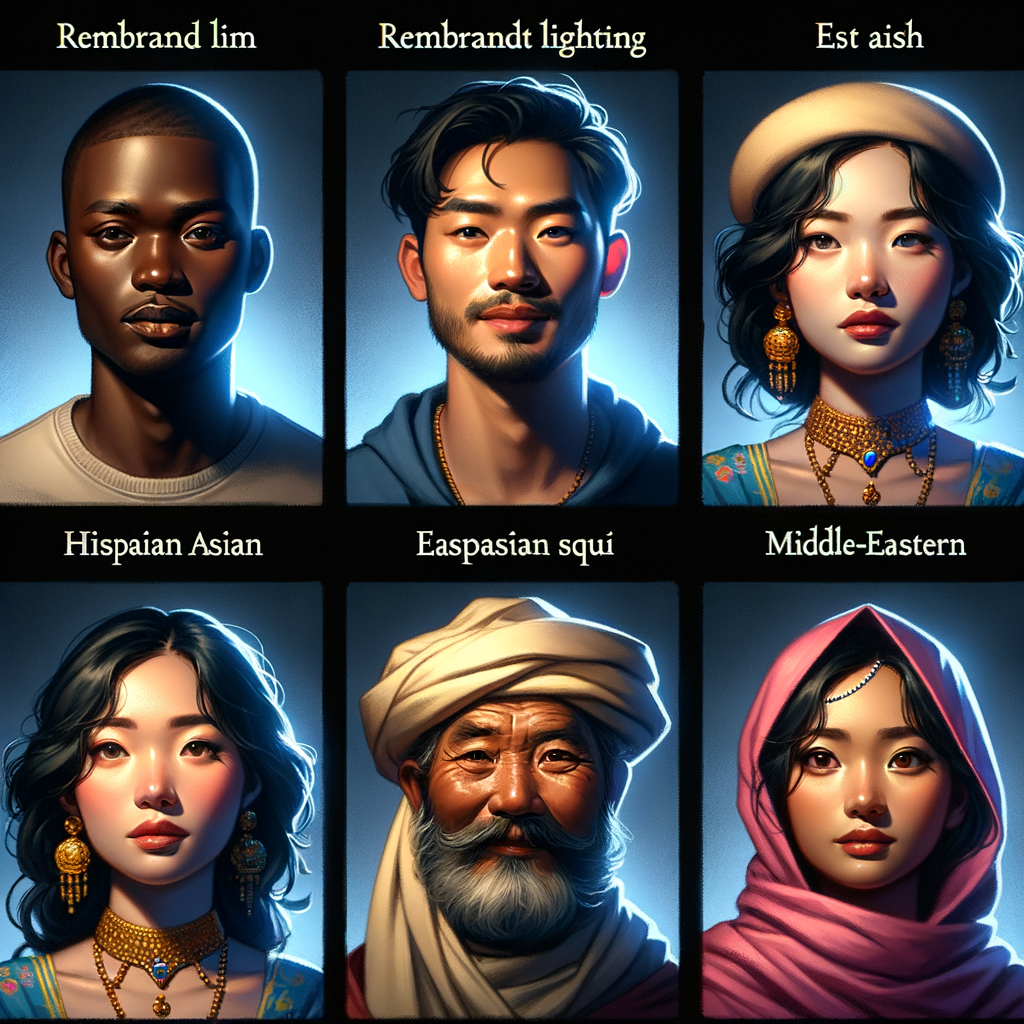 Rembrand lim
Rembrandt lighting
Est aish
Hispaian Asian
Easpasian squi
Middle-Eastern